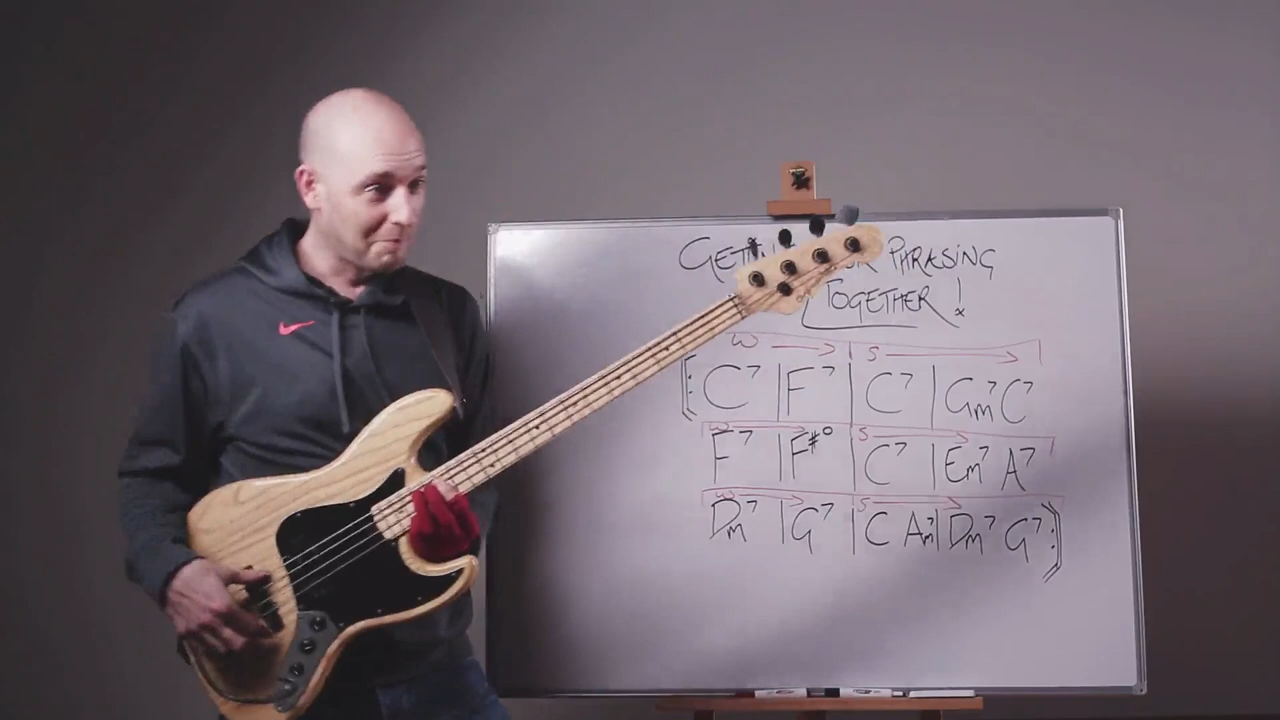 PHRASING
TOGETHER!
W S
C7 F7 C7 Gm7 C7
W S
F7 F#° C7 Em7 A7
W S
Dm7 G7 C Am7 Dm7 G7